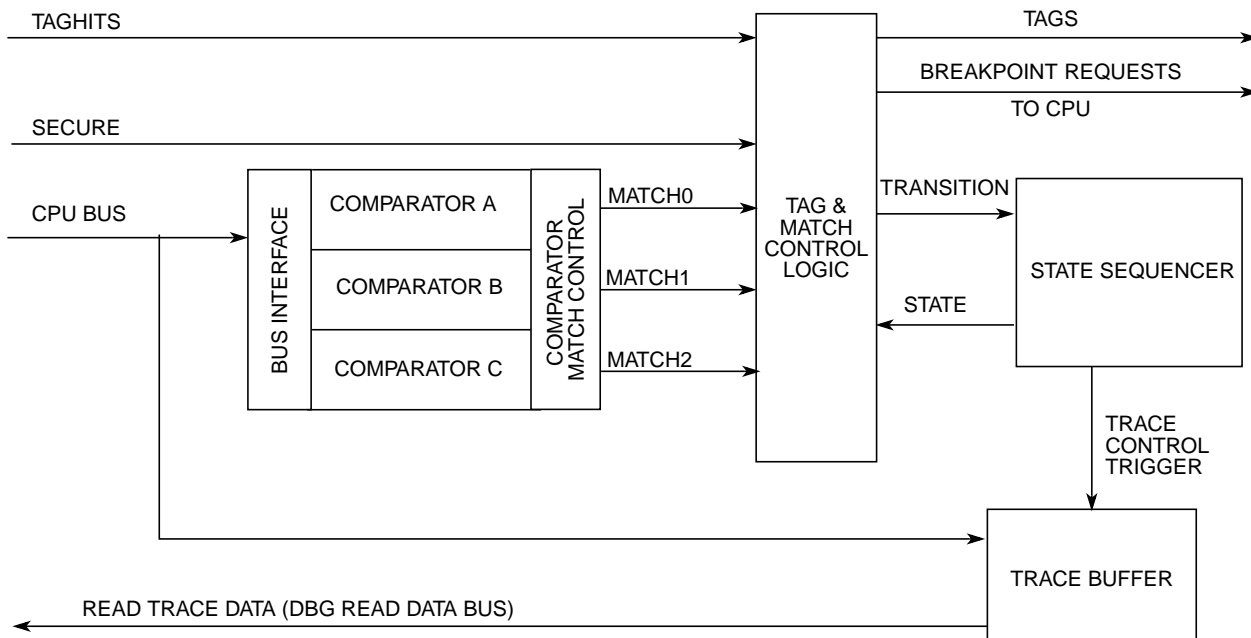 TAGHITS
TAGS
BREAKPOINT REQUESTS
TO CPU
SECURE
CPU BUS
BUS INTERFACE
COMPARATOR A
COMPARATOR B
COMPARATOR C
COMPARATOR
MATCH CONTROL
MATCH0
MATCH1
MATCH2
TAG &
MATCH
CONTROL
LOGIC
TRANSITION
STATE
STATE SEQUENCER
TRACE
CONTROL
TRIGGER
TRACE BUFFER
READ TRACE DATA (DBG READ DATA BUS)